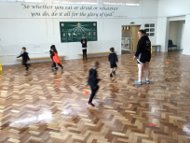 "So whether you eat or drink or whatever
you do, do it all for the glory of God"